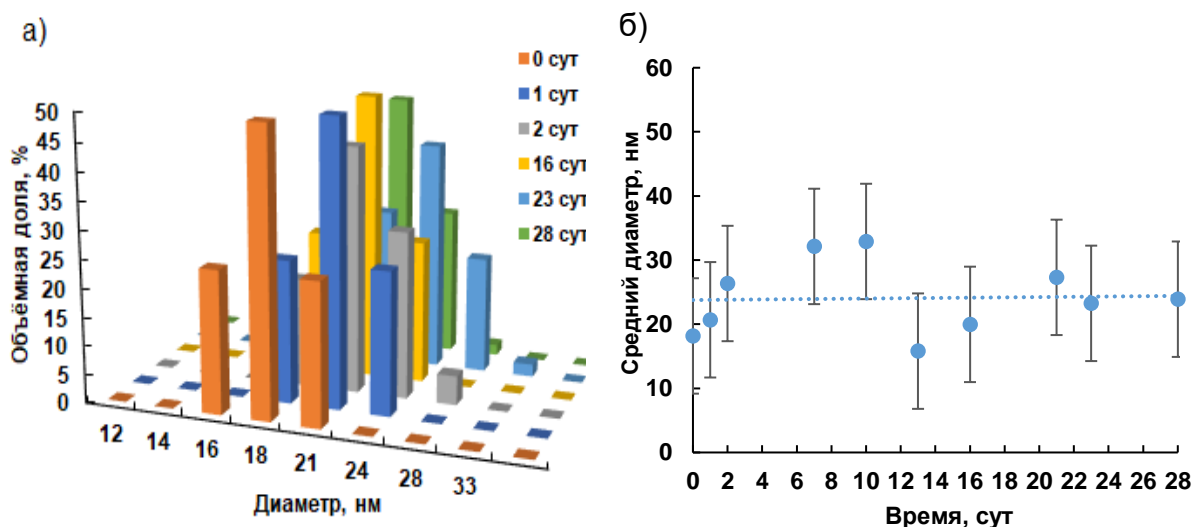 а)
0 сут
1 сут
2 сут
16 сут
23 сут
28 сут
Объёмная доля, %
50
45
40
35
30
25
20
15
10
5
0
12
14
16
18
21
24
28
33
Диаметр, нм
б)
Средний диаметр, нм
60
50
40
30
20
10
0
0 2 4 6 8 10 12 14 16 18 20 22 24 26 28
Время, сут